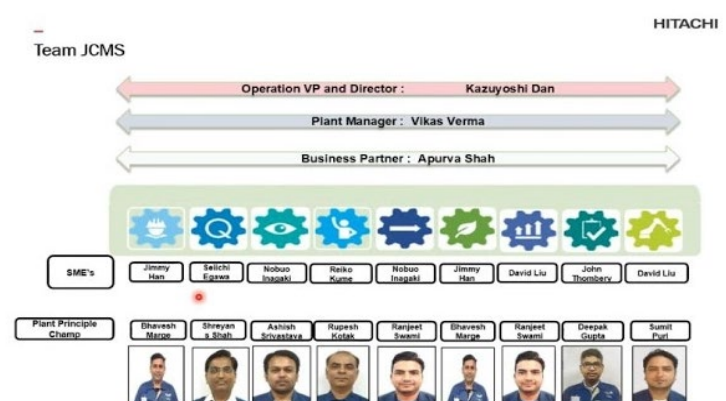 HITACHI
Team JCMS
Operation VP and Director : Kazuyoshi Dan
Plant Manager : Vikas Verma
Business Partner : Apurva Shah
SME's
Jimmy
Han
Seiichi
Egawa
Nobuo
Inagaki
Reiko
Kume
Nobuo
Inagaki
Jimmy
Han
David Liu
John
Thombery
David Liu
Plant Principle
Champ
Bhavesh
Marge
Shreyan
s Shah
Ashish
Srivastava
Rupesh
Kotak
Ranjeet
Swami
Bhavesh
Marge
Ranjeet
Swami
Deepak
Gupta
Sumit
Puri